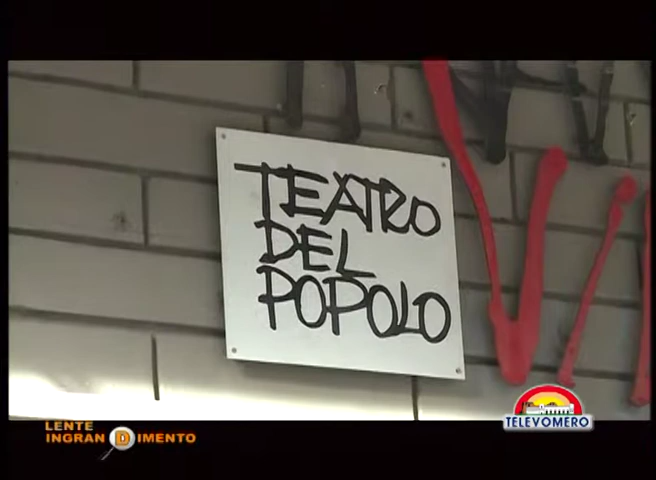 TEATRO
DEL
POPOLO
LENTE
INGRANDIMENTO
TELEVOMERO